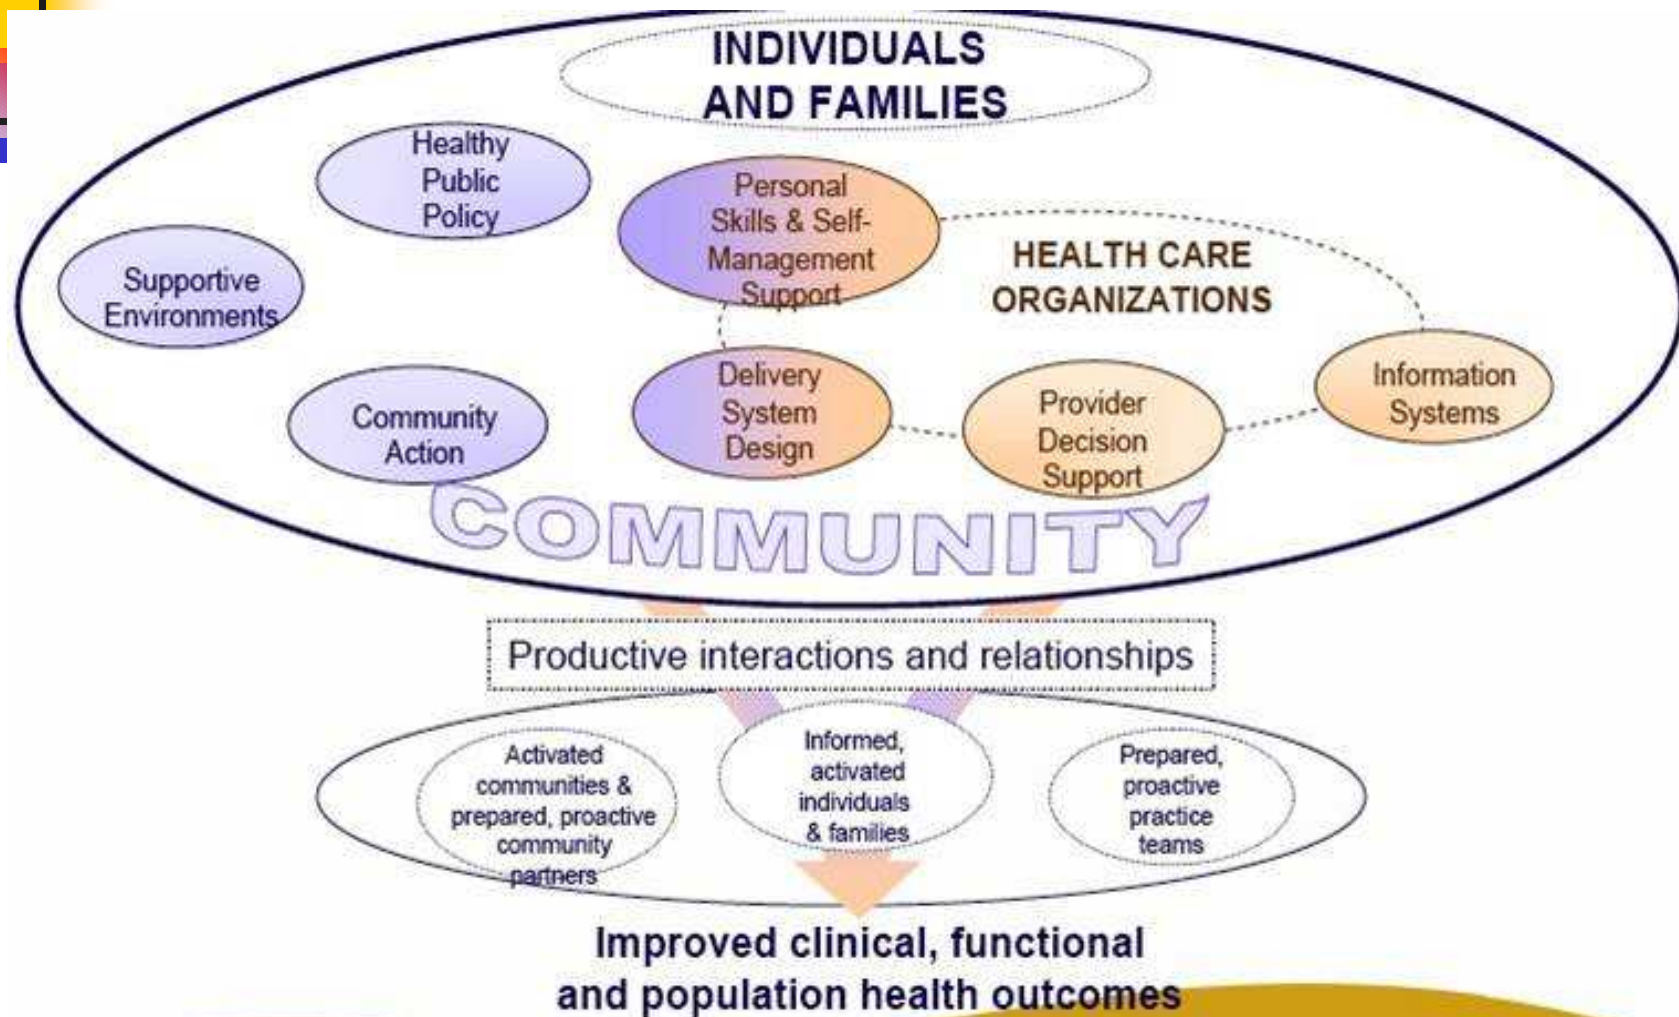 INDIVIDUALS
AND FAMILIES
Healthy
Public
Policy
Personal
Skills & Self-
Management
Support
HEALTH CARE
ORGANIZATIONS
Supportive
Environments
Information
Systems
Community
Action
Delivery
System
Design
Provider
Decision
Support
COMMUNITY
Productive interactions and relationships
Activated
communities &
prepared, proactive
community
partners
Informed,
activated
individuals
& families
Prepared,
proactive
practice
teams
Improved clinical, functional
and population health outcomes